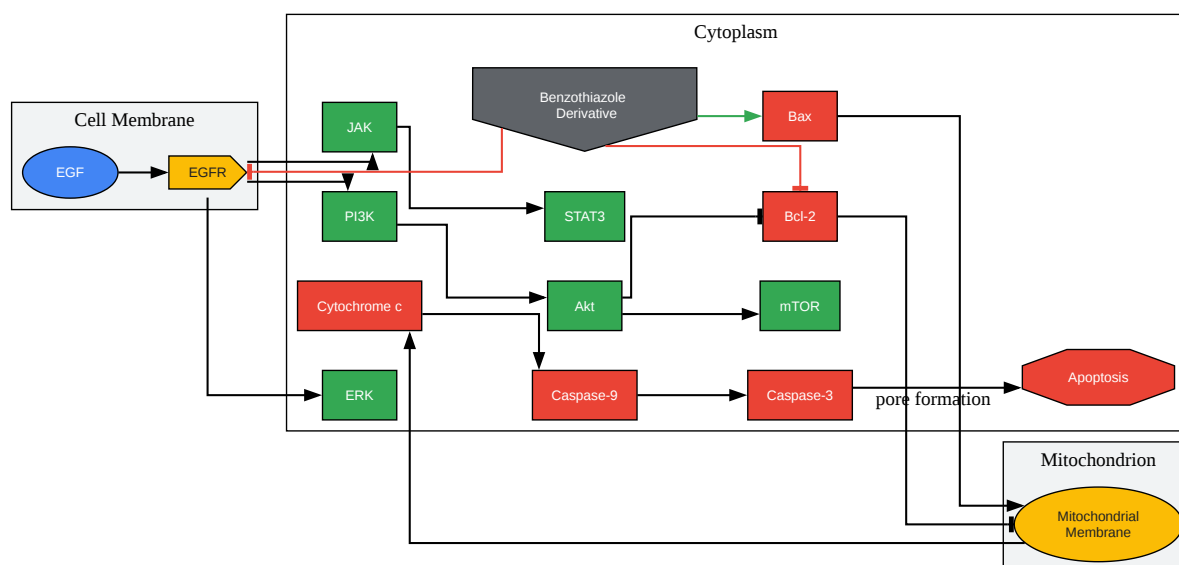 Cytoplasm
Benzothiazole
Derivative
Bax
Cell Membrane
JAK
EGF
EGFR
PI3K
STAT3
Bcl-2
Cytochrome c
Akt
mTOR
ERK
Caspase-9
Caspase-3
pore formation
Apoptosis
Mitochondrion
Mitochondrial
Membrane